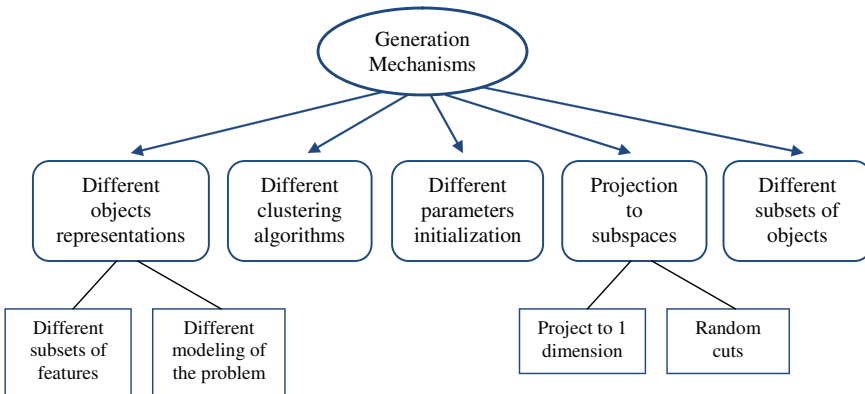 Generation
Mechanisms
Different
objects
representations
Different
clustering
algorithms
Different
parameters
initialization
Projection
to
subspaces
Different
subsets of
objects
Different
subsets of
features
Different
modeling of
the problem
Project to 1
dimension
Random
cuts